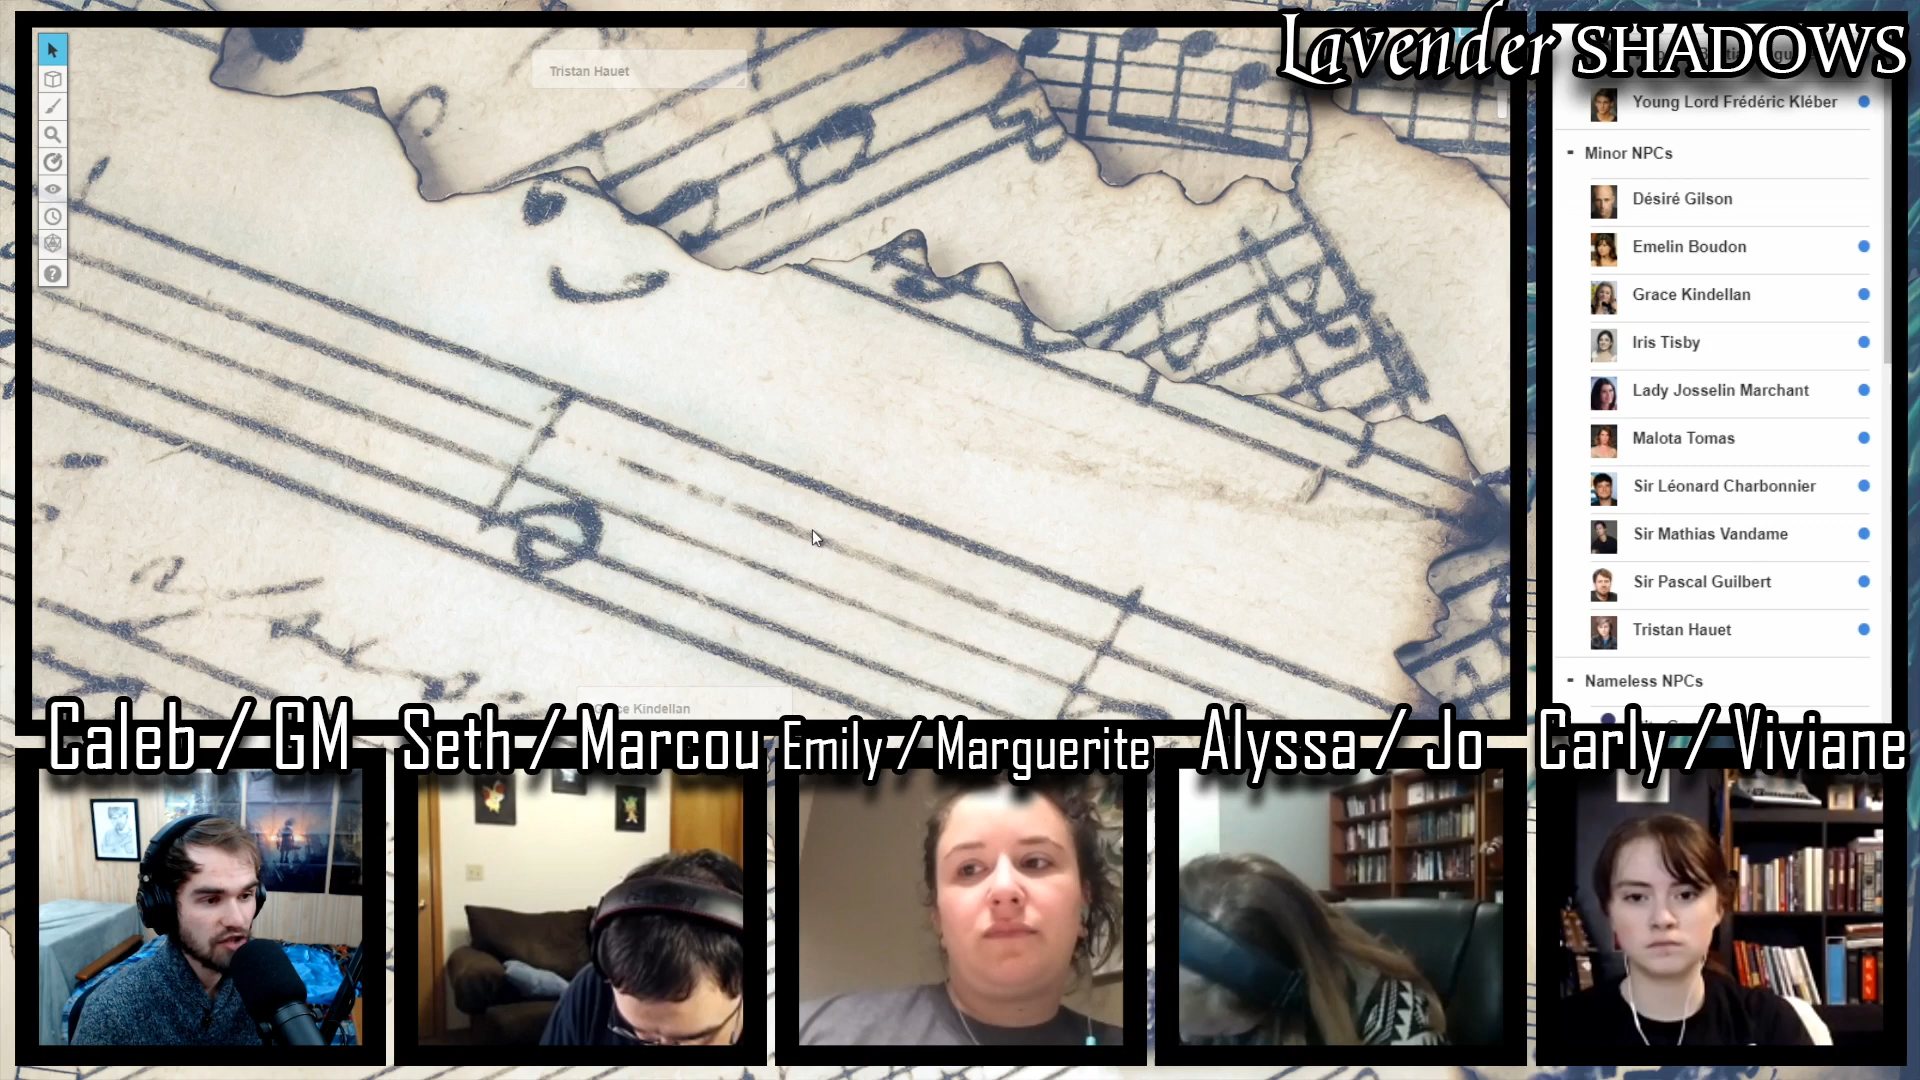 Lavender SHADOWS
Tristan Hauet
Young Lord Frédéric Kléber
Minor NPCs
Désiré Gilson
Emelin Boudon
Grace Kindellan
Iris Tisby
Lady Josselin Marchant
Malota Tomas
Sir Léonard Charbonnier
Sir Mathias Vandame
Sir Pascal Guilbert
Tristan Hauet
Nameless NPCs
Grace Kindellan
Caleb / GM
Seth / Marcou
Emily / Marguerite
Alyssa / Jo
Carly / Viviane